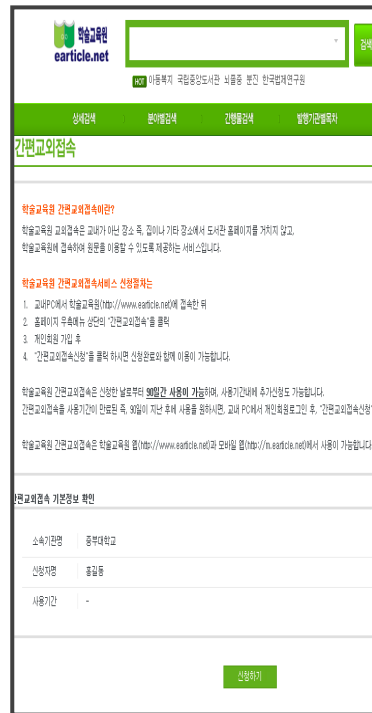 학술교육원
earticle.net
검색
HOT 아동복지 국립중앙도서관 뇌졸중 분진 한국법제연구원
상세검색 분야별검색 간행물검색 발행기관별목차
간편교외접속
학술교육원 간편교외접속이란?
학술교육원 교외접속은 교내가 아닌 장소 즉, 집이나 기타 장소에서 도서관 홈페이지를 거치지 않고,
학술교육원에 접속하여 원문을 이용할 수 있도록 제공하는 서비스입니다.
학술교육원 간편교외접속서비스 신청절차는
1. 교내PC에서 학술교육원(http://www.earticle.net)에 접속한 뒤
2. 홈페이지 우측메뉴 상단의 "간편교외접속"을 클릭
3. 개인회원 가입 후
4. "간편교외접속신청"을 클릭 하시면 신청완료와 함께 이용이 가능합니다.
학술교육원 간편교외접속은 신청한 날로부터 90일간 사용이 가능하며, 사용기간내에 추가신청도 가능합니다.
간편교외접속을 사용기간이 만료된 즉, 90일이 지난 후에 사용을 원하시면, 교내 PC에서 개인회원로그인 후, "간편교외접속신청"
학술교육원 간편교외접속은 학술교육원 웹(http://www.earticle.net)과 모바일 웹(http://m.earticle.net)에서 사용이 가능합니다
간편교외접속 기본정보 확인
소속기관명 중부대학교
신청자명 홍길동
사용기간 -
신청하기